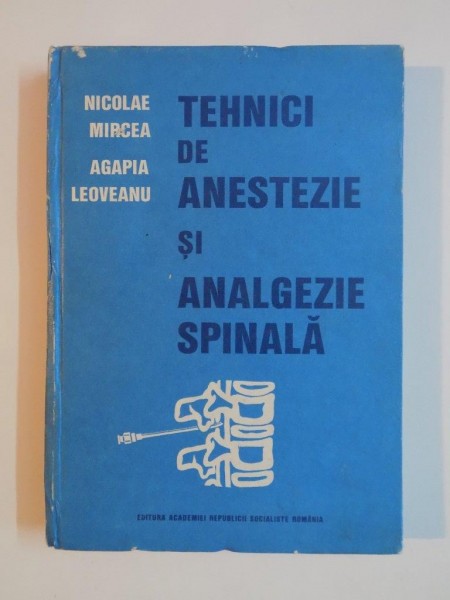 NICOLAE
MIRCEA
AGAPIA
LEOVEANU
TEHNICI
DE
ANESTEZIE
ȘI
ANALGEZIE
SPINALĂ
EDITURA ACADEMIEI REPUBLICII SOCIALISTE ROMÂNIA